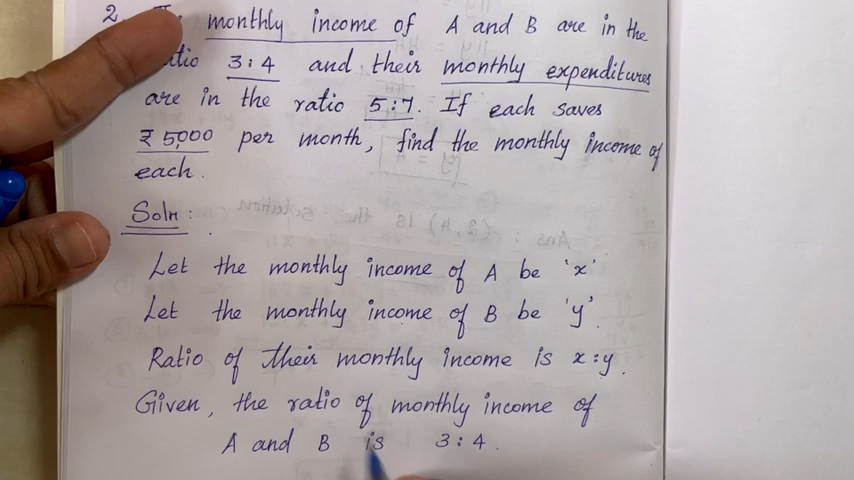 2. monthly income of A and B are in the
3:4 and their monthly expenditures
are in the ratio 5:7. If each saves
₹ 5,000 per month, find the monthly income of
each.
Soln:
Let the monthly income of A be 'x'
Let the monthly income of B be 'y'.
Ratio of their monthly income is x:y.
Given, the ratio of monthly income of
A and B is 3:4.